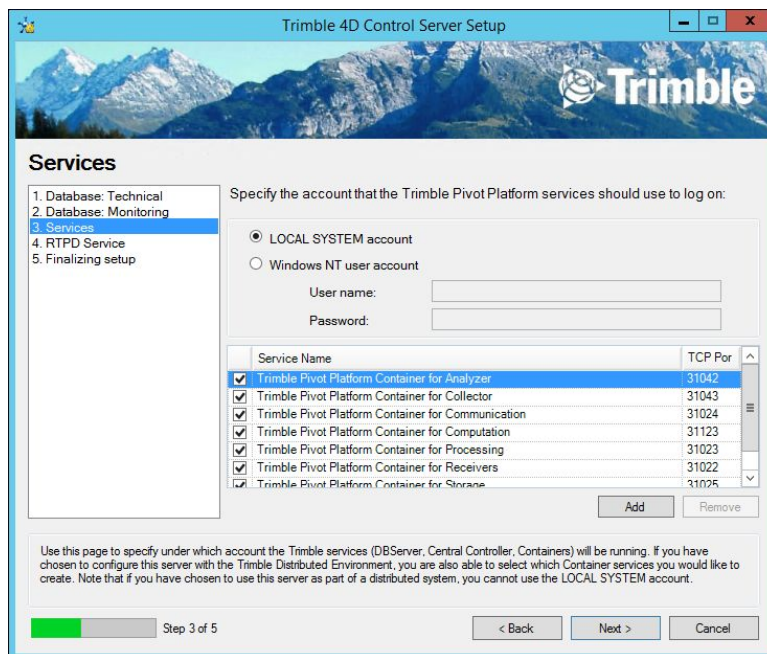 Trimble 4D Control Server Setup
Trimble
Services
1. Database: Technical
2. Database: Monitoring
3. Services
4. RTPD Service
5. Finalizing setup
Specify the account that the Trimble Pivot Platform services should use to log on:
LOCAL SYSTEM account
Windows NT user account
User name:
Password:
Service Name TCP Por
Trimble Pivot Platform Container for Analyzer 31042
Trimble Pivot Platform Container for Collector 31043
Trimble Pivot Platform Container for Communication 31024
Trimble Pivot Platform Container for Computation 31123
Trimble Pivot Platform Container for Processing 31023
Trimble Pivot Platform Container for Receivers 31022
Trimble Pivot Platform Container for Storage 31025
Add Remove
Use this page to specify under which account the Trimble services (DBServer, Central Controller, Containers) will be running. If you have
chosen to configure this server with the Trimble Distributed Environment, you are also able to select which Container services you would like to
create. Note that if you have chosen to use this server as part of a distributed system, you cannot use the LOCAL SYSTEM account.
Step 3 of 5
< Back Next > Cancel